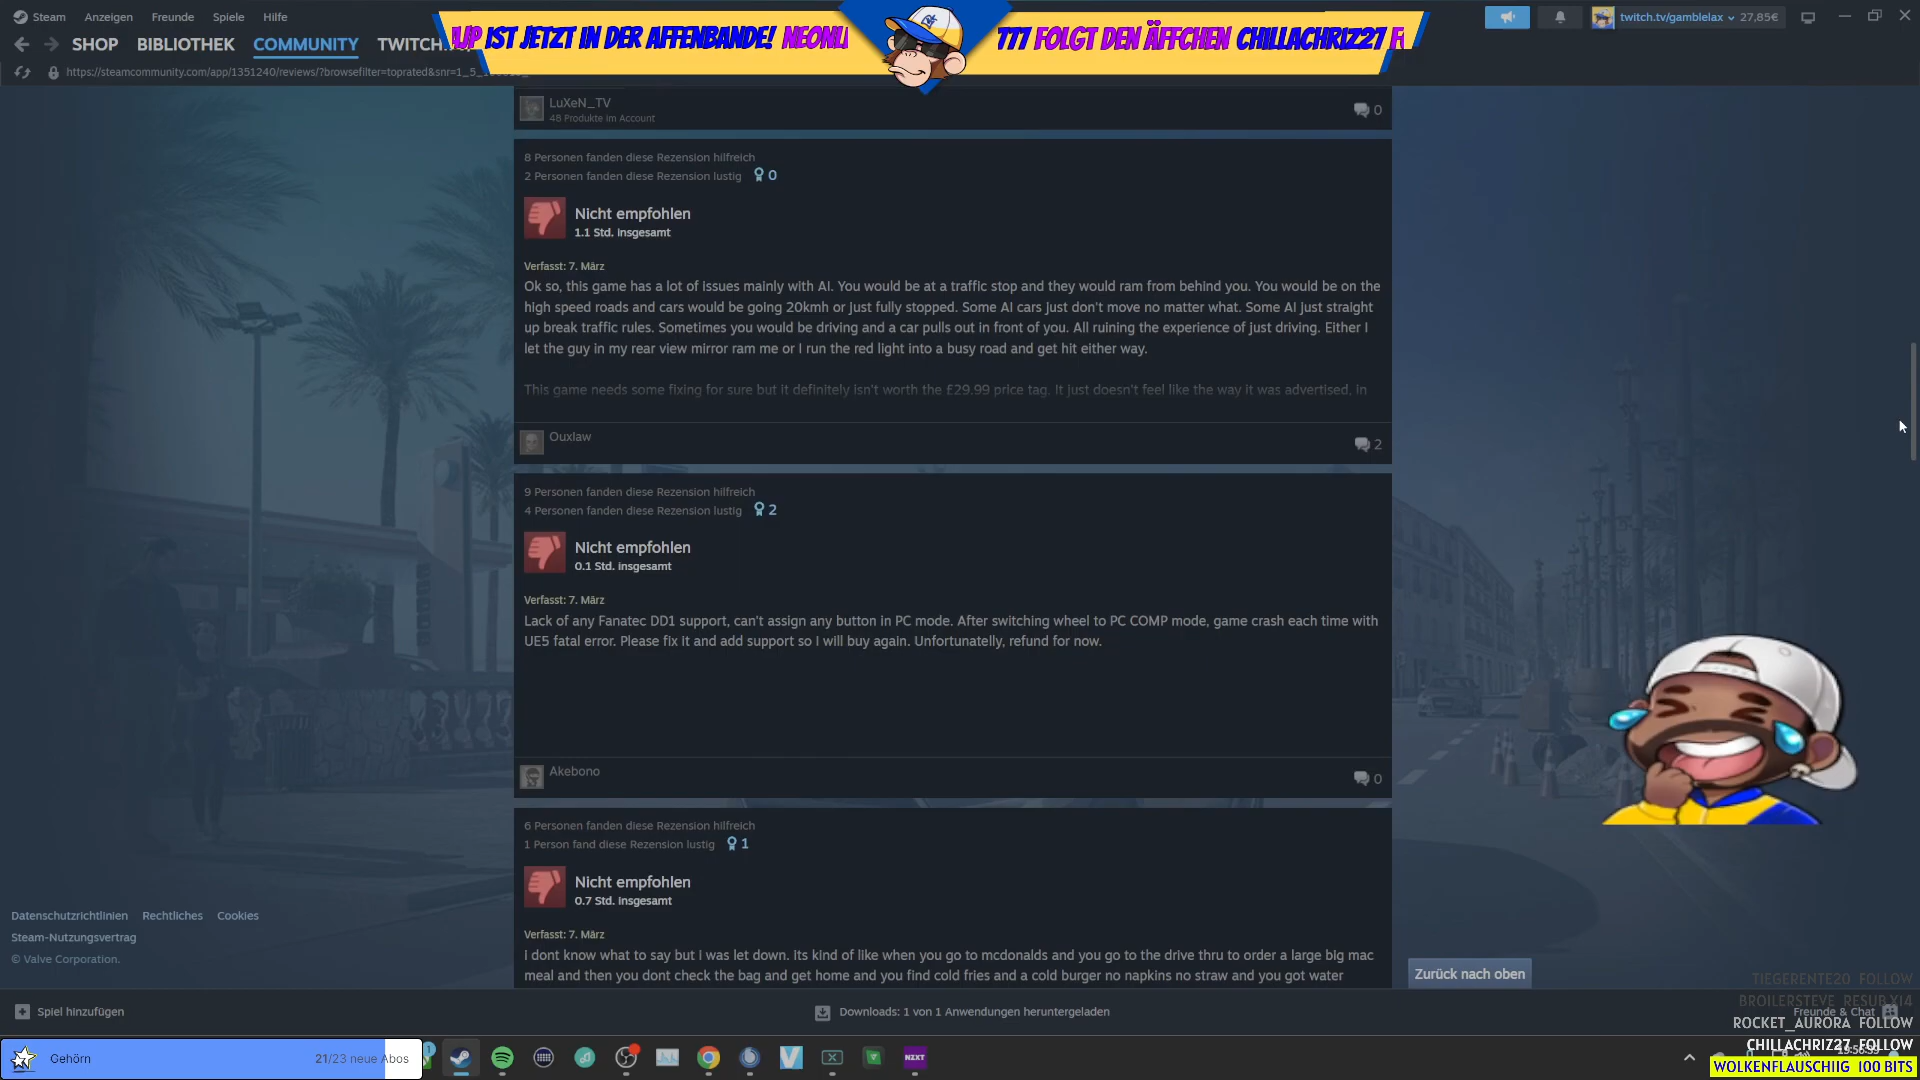 Steam Anzeigen Freunde Spiele Hilfe
IST JETZT IN DER AFFENBANDE!
777 FOLGT DEN ÄFFCHEN CHILLACHRIZ27
twitch.tv/gamblelax 27,85€
SHOP BIBLIOTHEK COMMUNITY TWITCH
https://steamcommunity.com/app/1351240/reviews/?browsefilter=toprated&snr=1_5_
LuXeN_TV
48 Produkte im Account
0
8 Personen fanden diese Rezension hilfreich
2 Personen fanden diese Rezension lustig 0
Nicht empfohlen
1.1 Std. insgesamt
Verfasst: 7. März
Ok so, this game has a lot of issues mainly with AI. You would be at a traffic stop and they would ram from behind you. You would be on the
high speed roads and cars would be going 20kmh or just fully stopped. Some AI cars just don't move no matter what. Some AI just straight
up break traffic rules. Sometimes you would be driving and a car pulls out in front of you. All ruining the experience of just driving. Either I
let the guy in my rear view mirror ram me or I run the red light into a busy road and get hit either way.
This game needs some fixing for sure but it definitely isn't worth the £29.99 price tag. It just doesn't feel like the way it was advertised, in
Ouxlaw
2
9 Personen fanden diese Rezension hilfreich
4 Personen fanden diese Rezension lustig 2
Nicht empfohlen
0.1 Std. insgesamt
Verfasst: 7. März
Lack of any Fanatec DD1 support, can't assign any button in PC mode. After switching wheel to PC COMP mode, game crash each time with
UE5 fatal error. Please fix it and add support so I will buy again. Unfortunatelly, refund for now.
Akebono
0
6 Personen fanden diese Rezension hilfreich
1 Person fand diese Rezension lustig 1
Nicht empfohlen
0.7 Std. insgesamt
Verfasst: 7. März
I dont know what to say but i was let down. Its kind of like when you go to mcdonalds and you go to the drive thru to order a large big mac
meal and then you dont check the bag and get home and you find cold fries and a cold burger no napkins no straw and you got water
Datenschutzrichtlinien Rechtliches Cookies
Steam-Nutzungsvertrag
© Valve Corporation.
Zurück nach oben
TIEGERENTE20 FOLLOW
BROILERSTEVE RESUB X14
Spiel hinzufügen
Downloads: 1 von 1 Anwendungen heruntergeladen
Freunde & Chat
ROCKET_AURORA FOLLOW
CHILLACHRIZ27 FOLLOW
WOLKENFLAUSCHIIG 100 BITS
Gehörn 21/23 neue Abos
NZXT